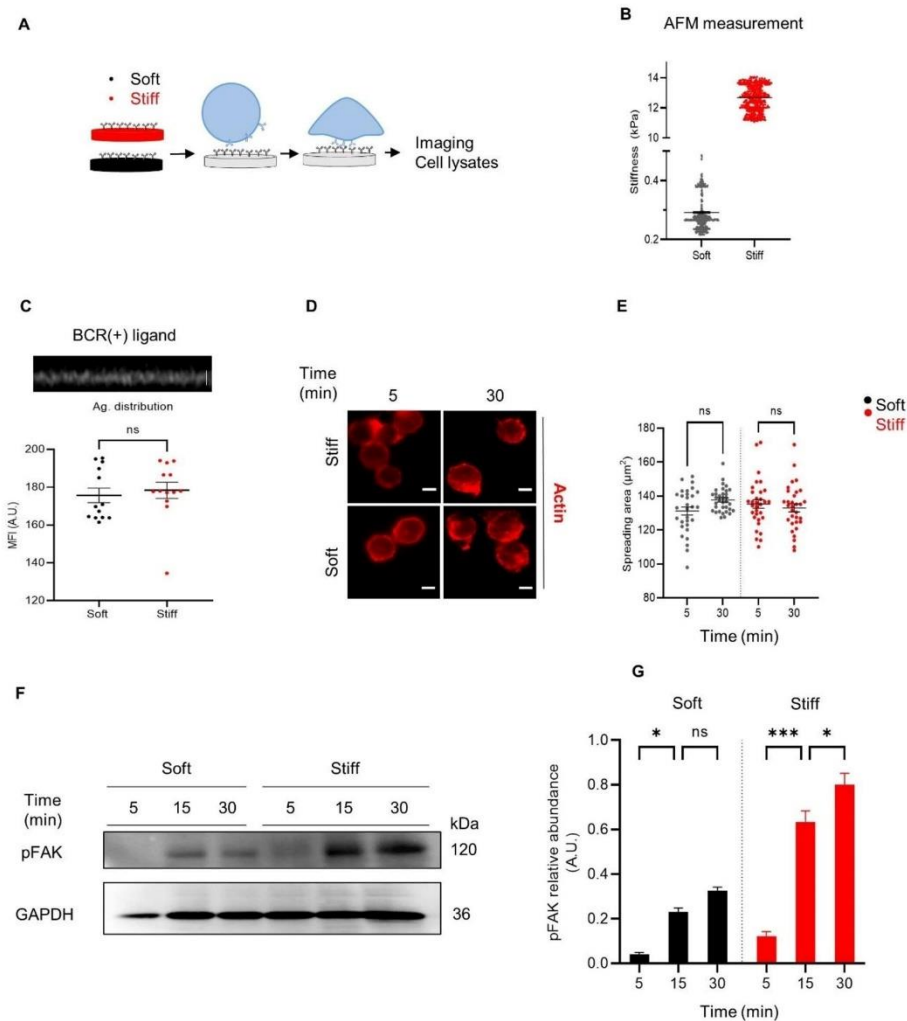 A
Soft
Stiff
Imaging
Cell lysates
B
AFM measurement
Stiffness (kPa)
14
12
10
0.4
0.2
Soft
Stiff
C
BCR(+) ligand
Ag. distribution
ns
MFI (A.U.)
200
180
160
140
120
Soft
Stiff
D
Time
(min)
5
30
Stiff
Soft
Actin
E
Soft
Stiff
ns
ns
Spreading area (μm²)
180
160
140
120
100
80
5
30
5
30
Time (min)
F
Soft
Stiff
Time
(min)
5
15
30
5
15
30
kDa
pFAK
120
GAPDH
36
G
Soft
Stiff
*
ns
***
*
pFAK relative abundance
(A.U.)
1.0
0.8
0.6
0.4
0.2
0.0
5
15
30
5
15
30
Time (min)